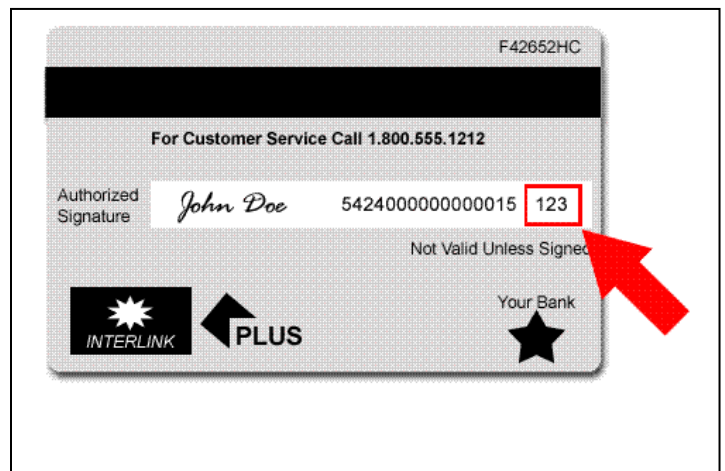 F42652HC
For Customer Service Call 1.800.555.1212
Authorized
Signature
John Doe 5424000000000015 123
Not Valid Unless Signed
INTERLINK
PLUS
Your Bank